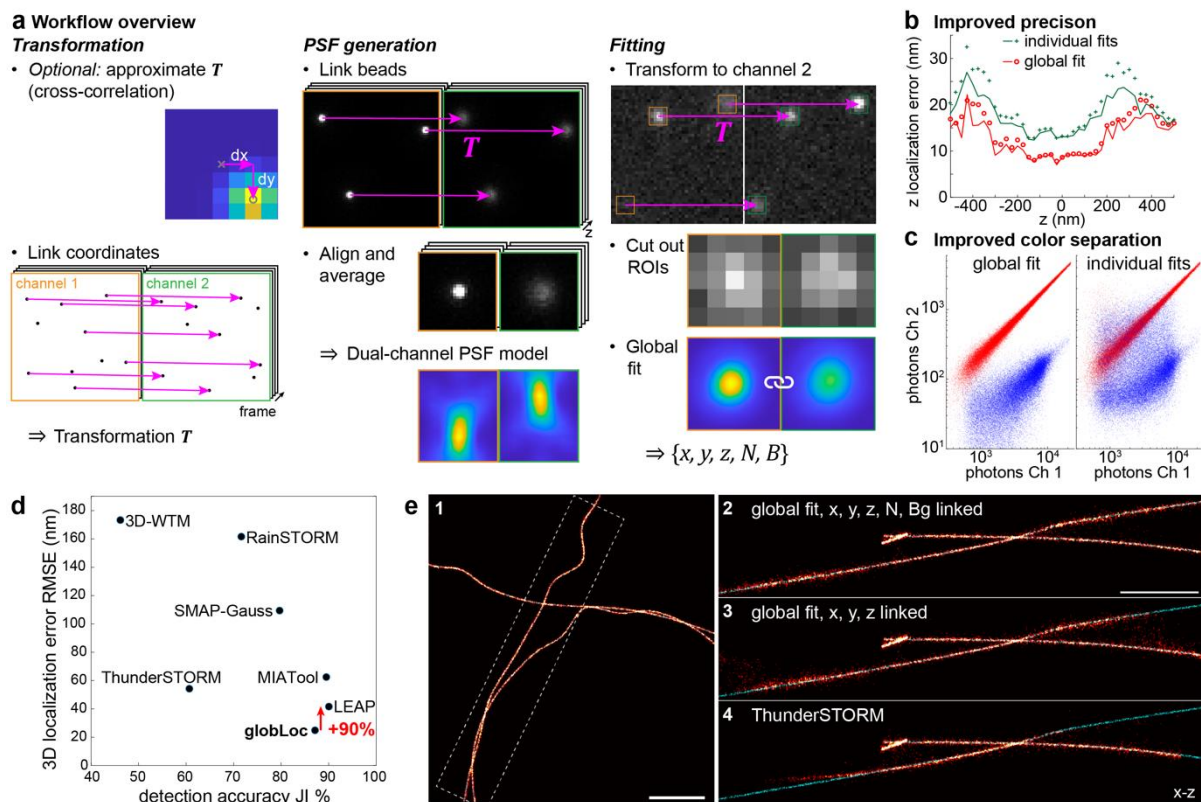 a Workflow overview
Transformation
• Optional: approximate T
(cross-correlation)
dx
dy
• Link coordinates
channel 1
channel 2
frame
⇒ Transformation T
PSF generation
• Link beads
T
z
• Align and
average
⇒ Dual-channel PSF model
Fitting
• Transform to channel 2
T
• Cut out
ROIs
• Global
fit
⇒ {x, y, z, N, B}
b Improved precison
individual fits
global fit
z localization error (nm)
30
20
10
0
-400 -200 0 200 400
z (nm)
c Improved color separation
global fit
individual fits
photons Ch 2
10³
10²
10¹
10³ 10⁴
10³ 10⁴
photons Ch 1
photons Ch 1
d
3D localization error RMSE (nm)
180
160
140
120
100
80
60
40
20
0
3D-WTM
RainSTORM
SMAP-Gauss
ThunderSTORM
MIATool
LEAP
globLoc
+90%
40 50 60 70 80 90 100
detection accuracy JI %
e
1
2 global fit, x, y, z, N, Bg linked
3 global fit, x, y, z linked
4 ThunderSTORM
x-z